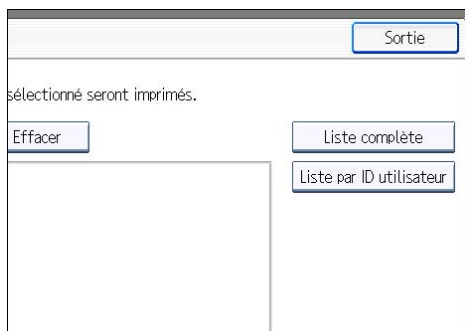 Sortie
sélectionné seront imprimés.
Effacer
Liste complète
Liste par ID utilisateur